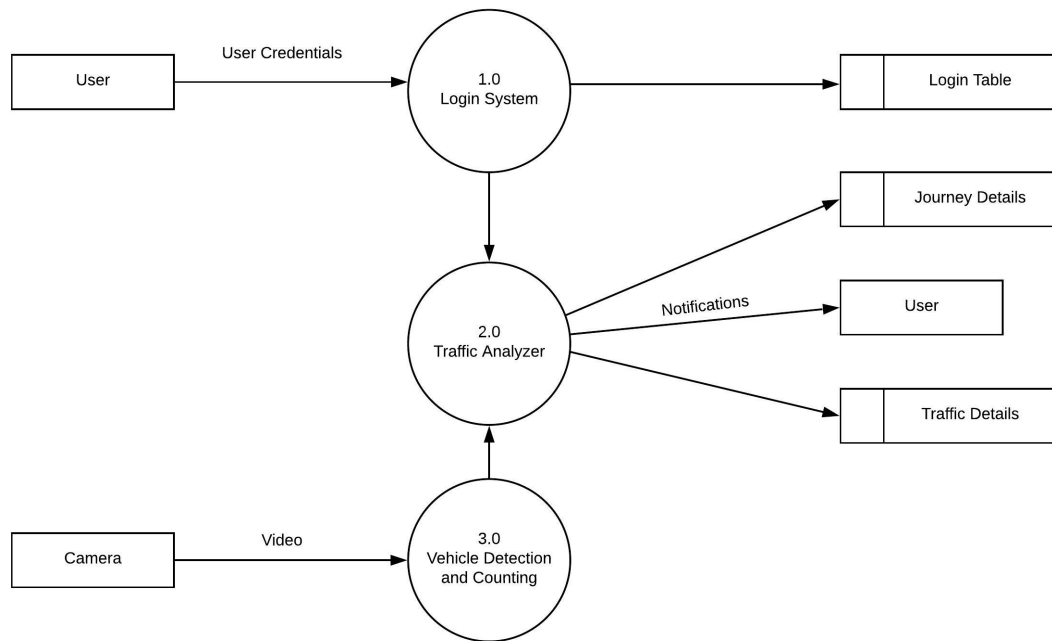 User Credentials
User
1.0
Login System
Login Table
Journey Details
Notifications
User
2.0
Traffic Analyzer
Traffic Details
Camera
Video
3.0
Vehicle Detection
and Counting